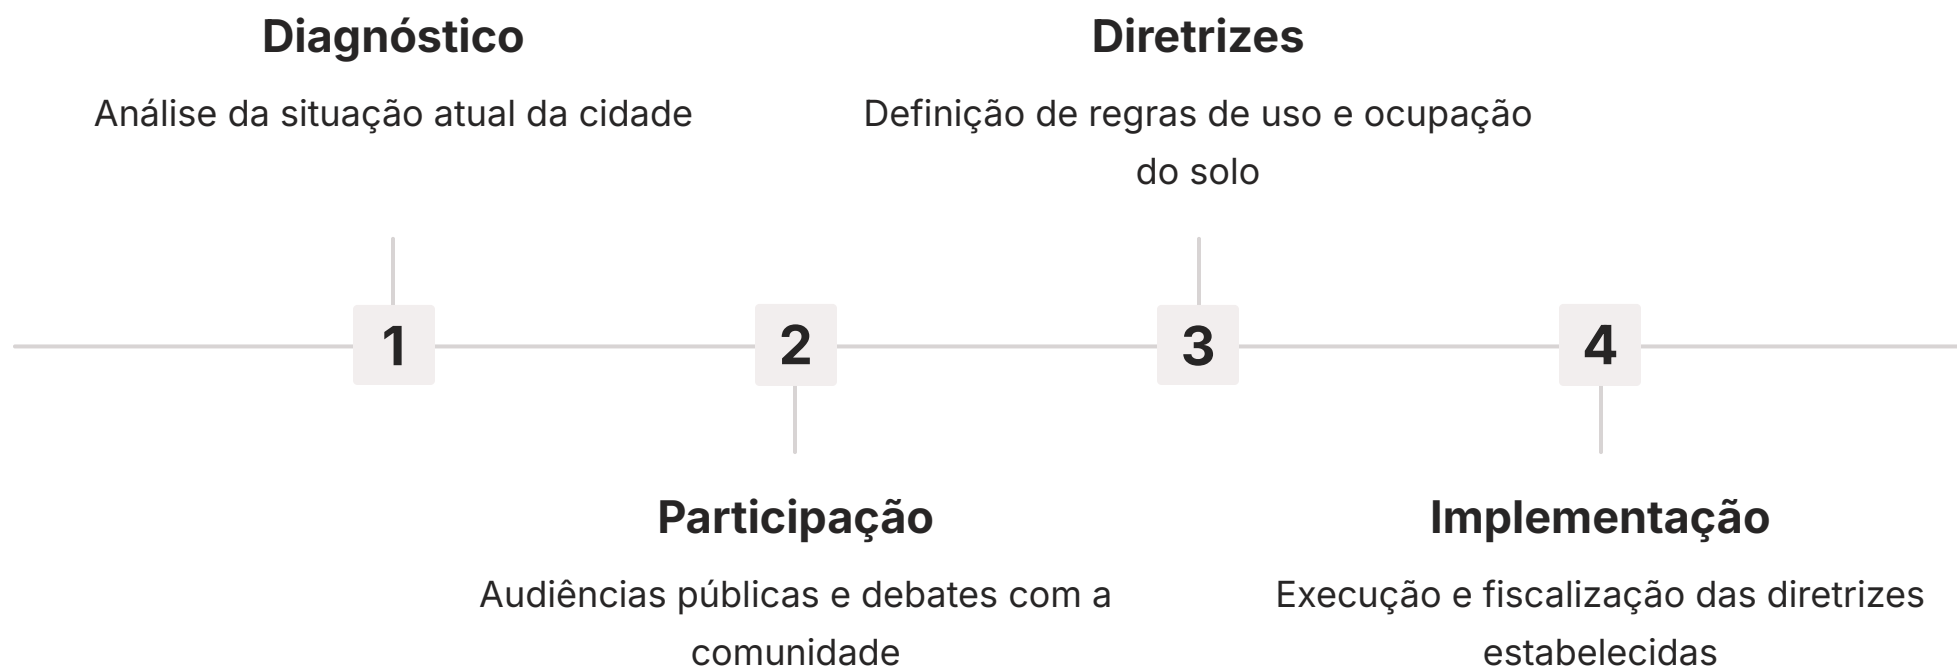 Diagnóstico
Análise da situação atual da cidade
Diretrizes
Definição de regras de uso e ocupação
do solo
1
2
3
4
Participação
Audiências públicas e debates com a
comunidade
Implementação
Execução e fiscalização das diretrizes
estabelecidas